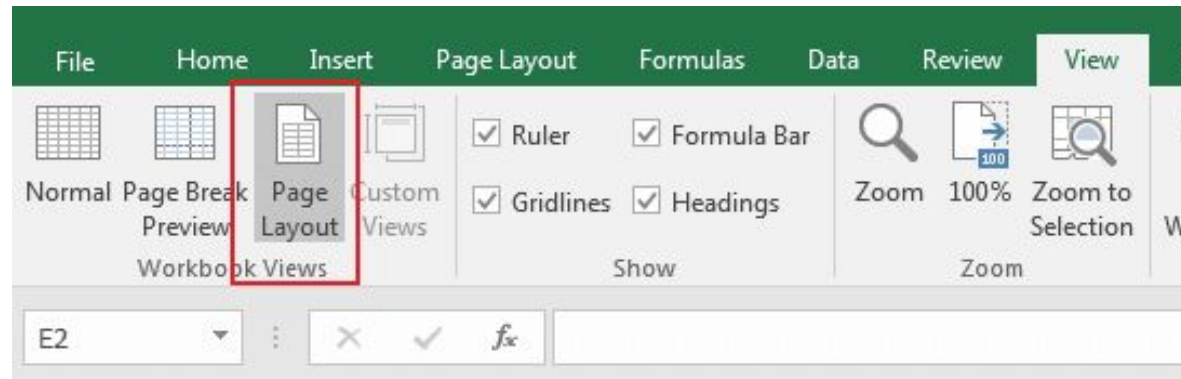 File Home Insert Page Layout Formulas Data Review View
Ruler Formula Bar
100
Normal Page Break Page Custom Gridlines Headings Zoom 100% Zoom to
Preview Layout Views Selection W
Workbook Views Show Zoom
E2 fx